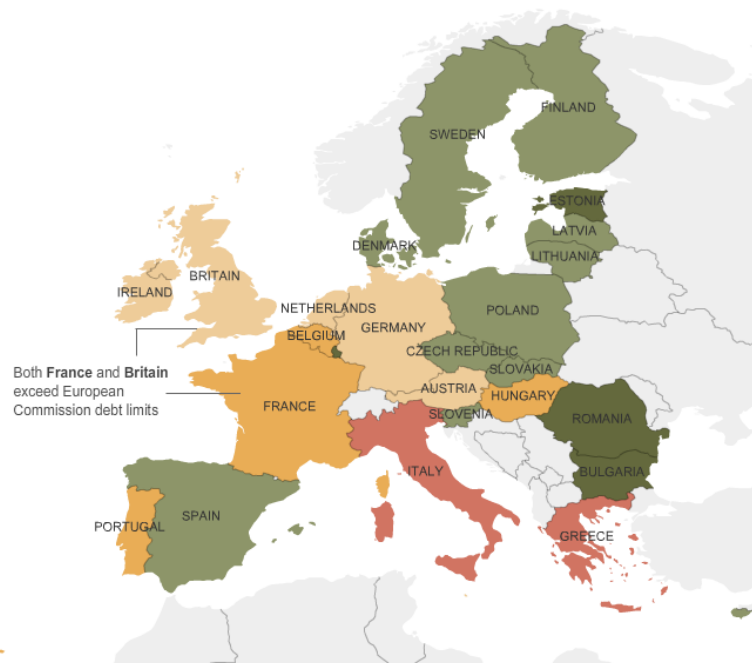 FINLAND
SWEDEN
ESTONIA
LATVIA
DENMARK
LITHUANIA
BRITAIN
IRELAND
NETHERLANDS
POLAND
GERMANY
BELGIUM
CZECH REPUBLIC
SLOVAKIA
Both France and Britain
exceed European
Commission debt limits
AUSTRIA
HUNGARY
FRANCE
SLOVENIA
ROMANIA
ITALY
BULGARIA
SPAIN
PORTUGAL
GREECE